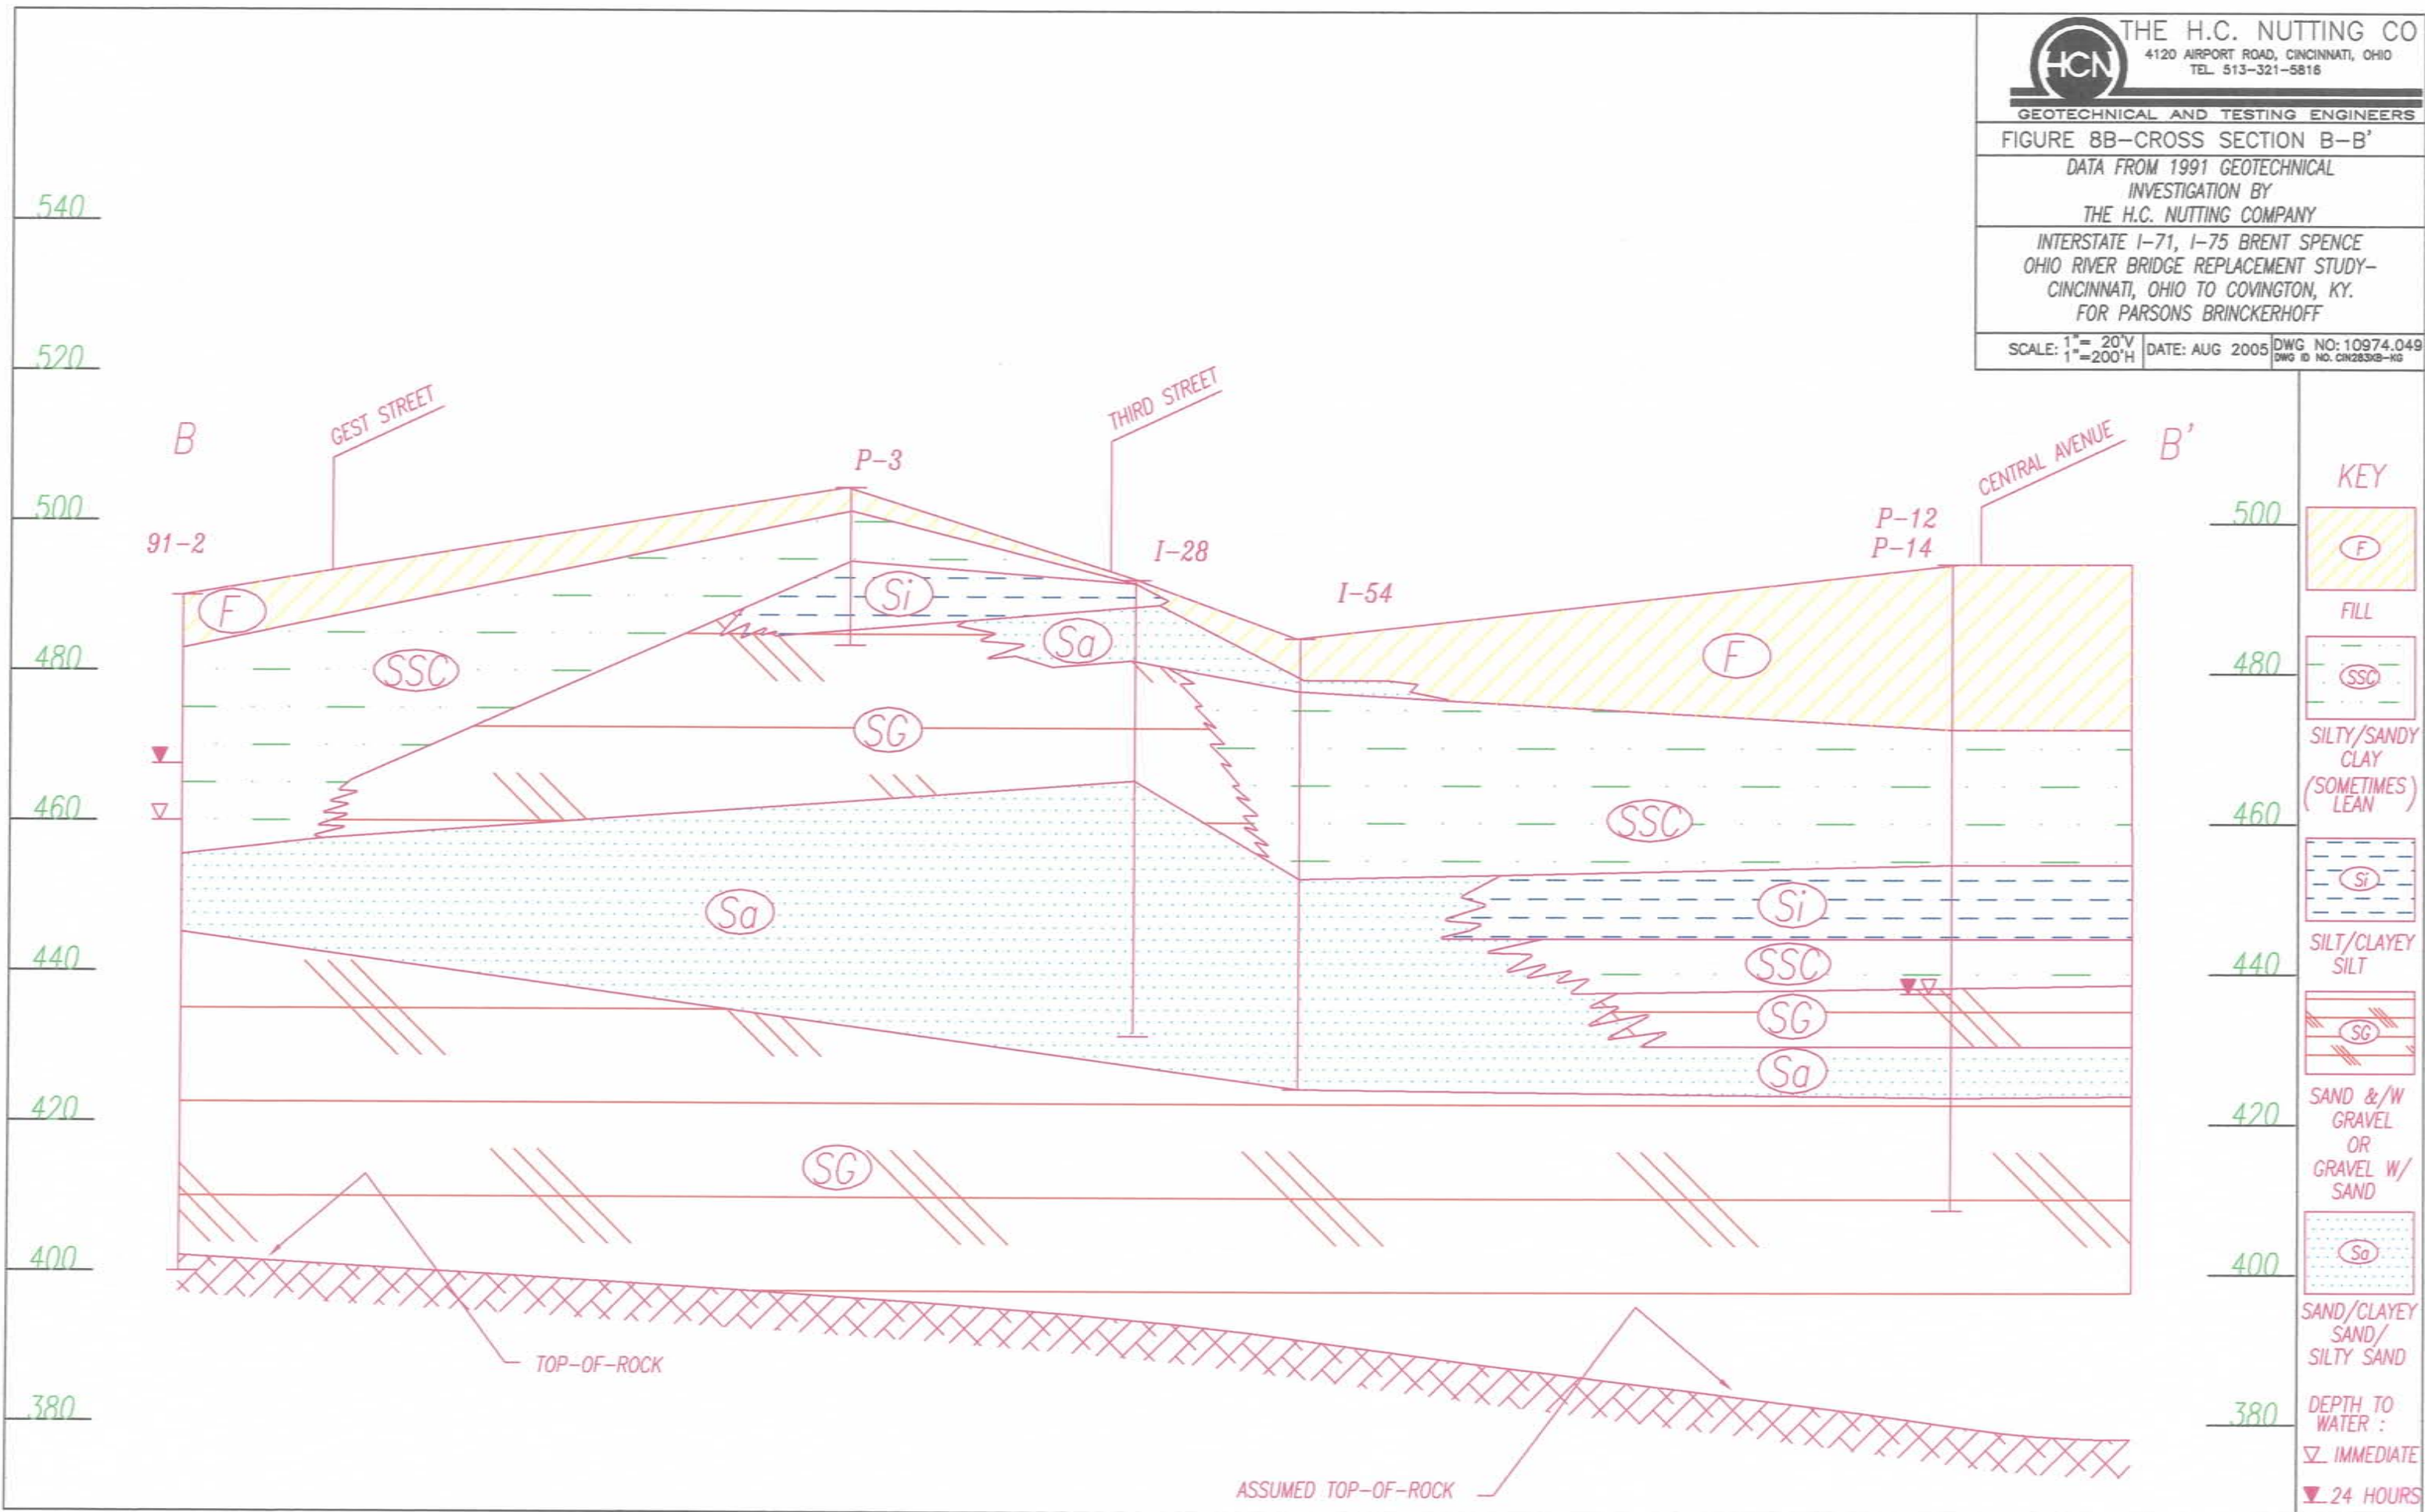 HCN
THE H.C. NUTTING CO
4120 AIRPORT ROAD, CINCINNATI, OHIO
TEL. 513-321-5816
GEOTECHNICAL AND TESTING ENGINEERS
FIGURE 8B-CROSS SECTION B-B'
DATA FROM 1991 GEOTECHNICAL
INVESTIGATION BY
THE H.C. NUTTING COMPANY
INTERSTATE I-71, I-75 BRENT SPENCE
OHIO RIVER BRIDGE REPLACEMENT STUDY-
CINCINNATI, OHIO TO COVINGTON, KY.
FOR PARSONS BRINCKERHOFF
SCALE: 1"= 20'V
1"=200'H
DATE: AUG 2005
DWG NO: 10974.049
DWG ID NO. CIN283XB-KG
540
520
500
480
460
440
420
400
380
B
GEST STREET
91-2
P-3
THIRD STREET
I-28
I-54
P-12
P-14
CENTRAL AVENUE
B'
F
SSC
Si
Sa
SG
Sa
SG
F
SSC
Si
SSC
SG
Sa
TOP-OF-ROCK
ASSUMED TOP-OF-ROCK
500
480
460
440
420
400
380
KEY
F
FILL
SSC
SILTY/SANDY
CLAY
(SOMETIMES)
LEAN
Si
SILT/CLAYEY
SILT
SG
SAND &/W
GRAVEL
OR
GRAVEL W/
SAND
Sa
SAND/CLAYEY
SAND/
SILTY SAND
DEPTH TO
WATER :
IMMEDIATE
24 HOURS